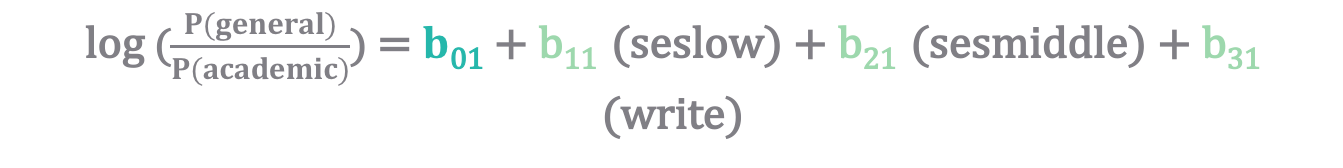 log (P(general)/P(academic)) = b01 + b11 (seslow) + b21 (sesmiddle) + b31
(write)